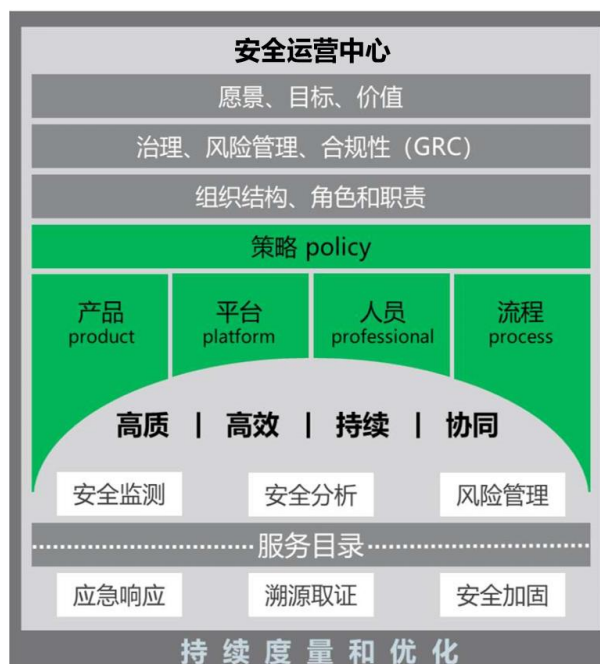 安全运营中心
愿景、目标、价值
治理、风险管理、合规性（GRC）
组织结构、角色和职责
策略 policy
产品 平台 人员 流程
product platform professional process
高质 | 高效 | 持续 | 协同
安全监测 安全分析 风险管理
服务目录
应急响应 溯源取证 安全加固
持续度量和优化